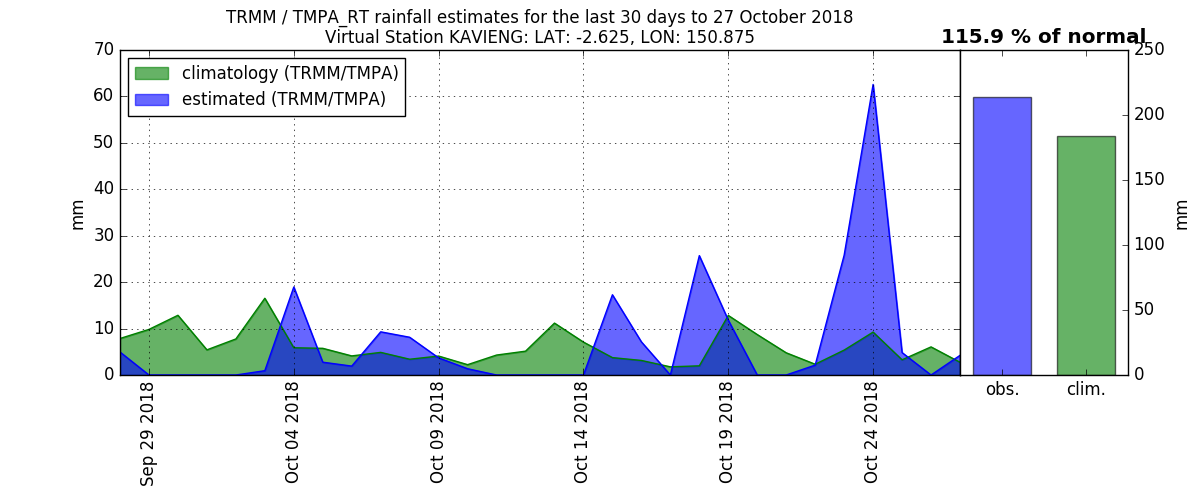 TRMM / TMPA_RT rainfall estimates for the last 30 days to 27 October 2018
Virtual Station KAVIENG: LAT: -2.625, LON: 150.875
115.9 % of normal
climatology (TRMM/TMPA)
estimated (TRMM/TMPA)
mm
70
60
50
40
30
20
10
0
Sep 29 2018
Oct 04 2018
Oct 09 2018
Oct 14 2018
Oct 19 2018
Oct 24 2018
obs.
clim.
250
200
150
100
50
0
mm